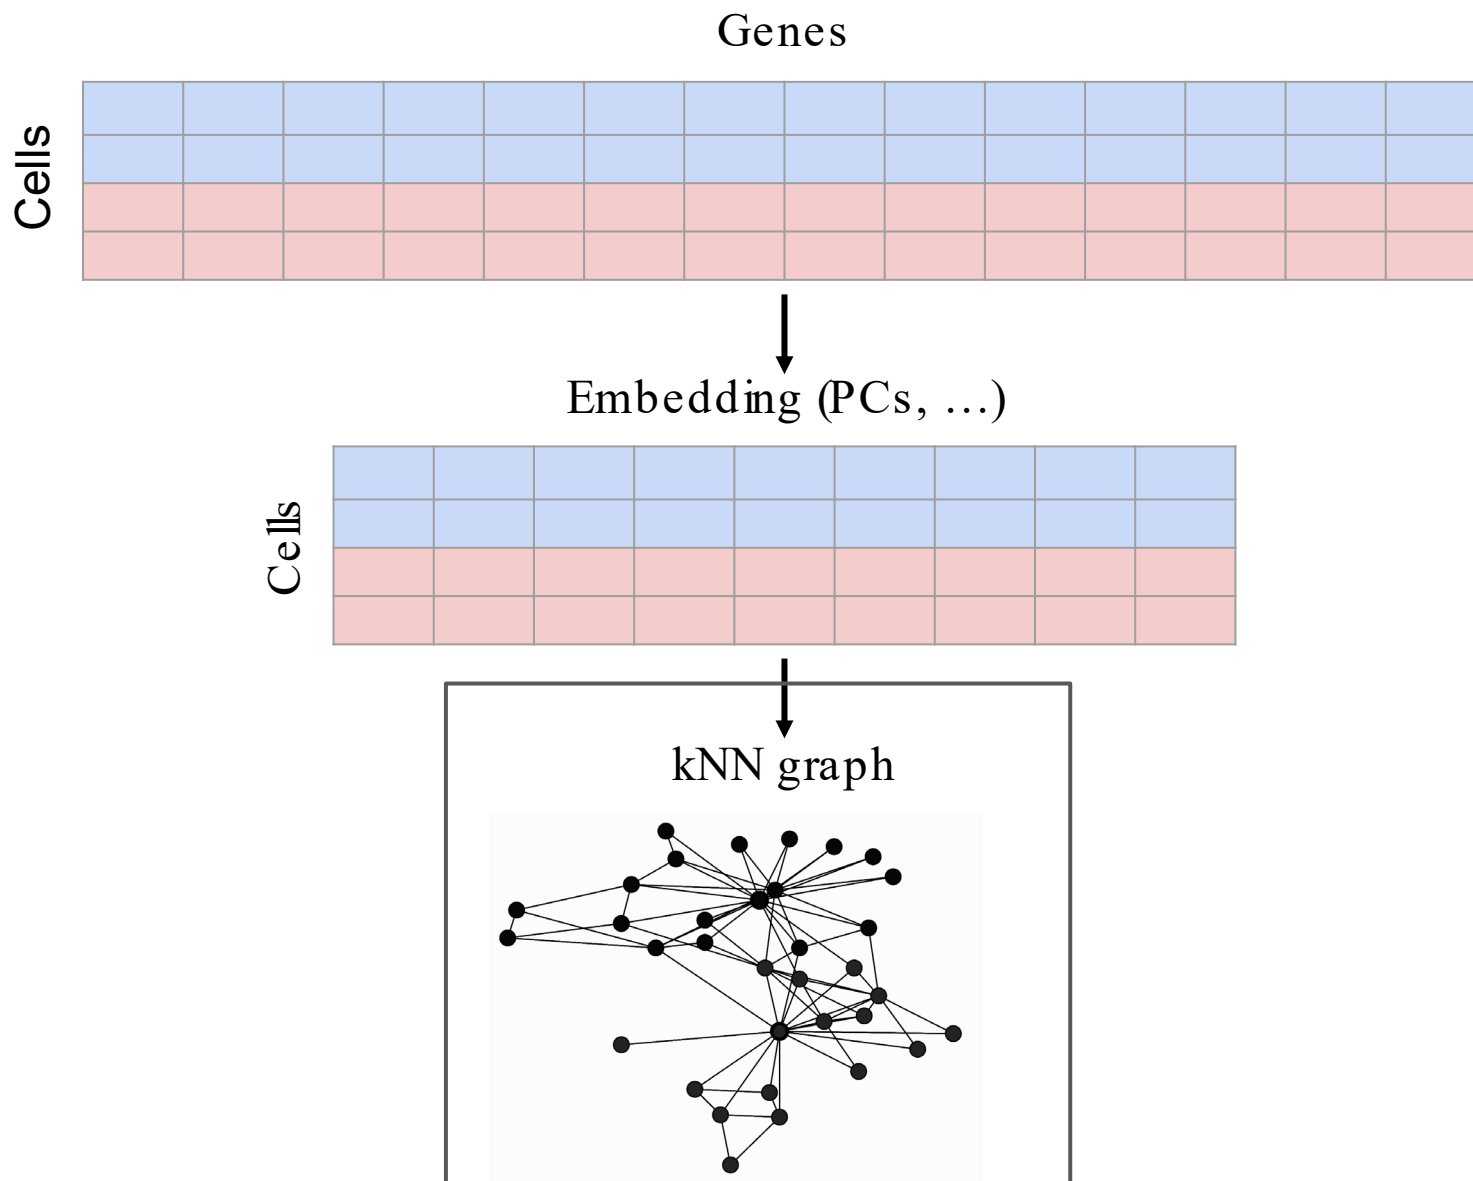 Genes
Cells
Embedding (PCs, …)
Cells
kNN graph